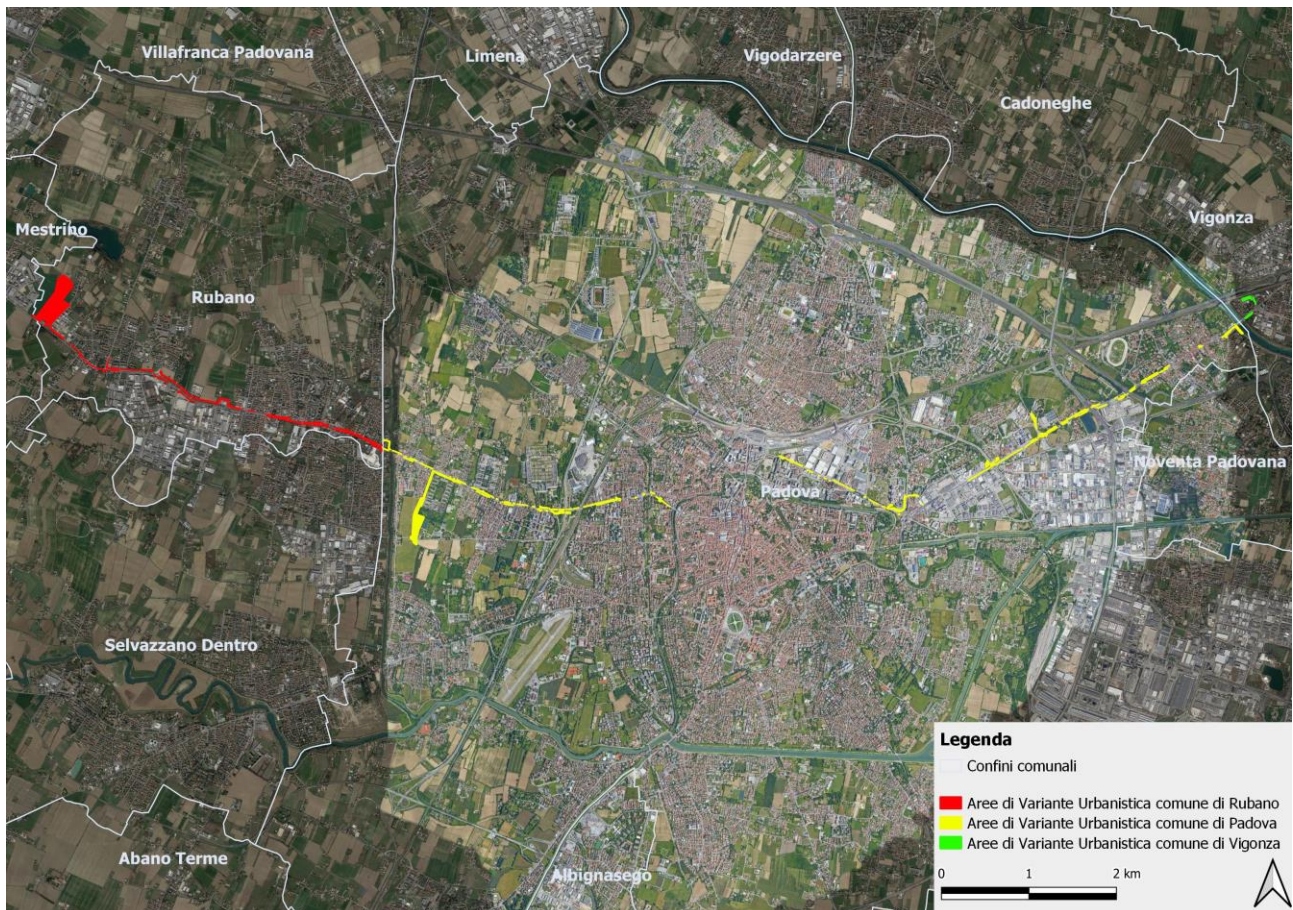 Villafranca Padovana
Limena
Vigodarzere
Cadoneghe
Vigonza
Mestrino
Rubano
Noventa Padovana
Padova
Selvazzano Dentro
Abano Terme
Albignasego
Legenda
Confini comunali
Aree di Variante Urbanistica comune di Rubano
Aree di Variante Urbanistica comune di Padova
Aree di Variante Urbanistica comune di Vigonza
0 1 2 km